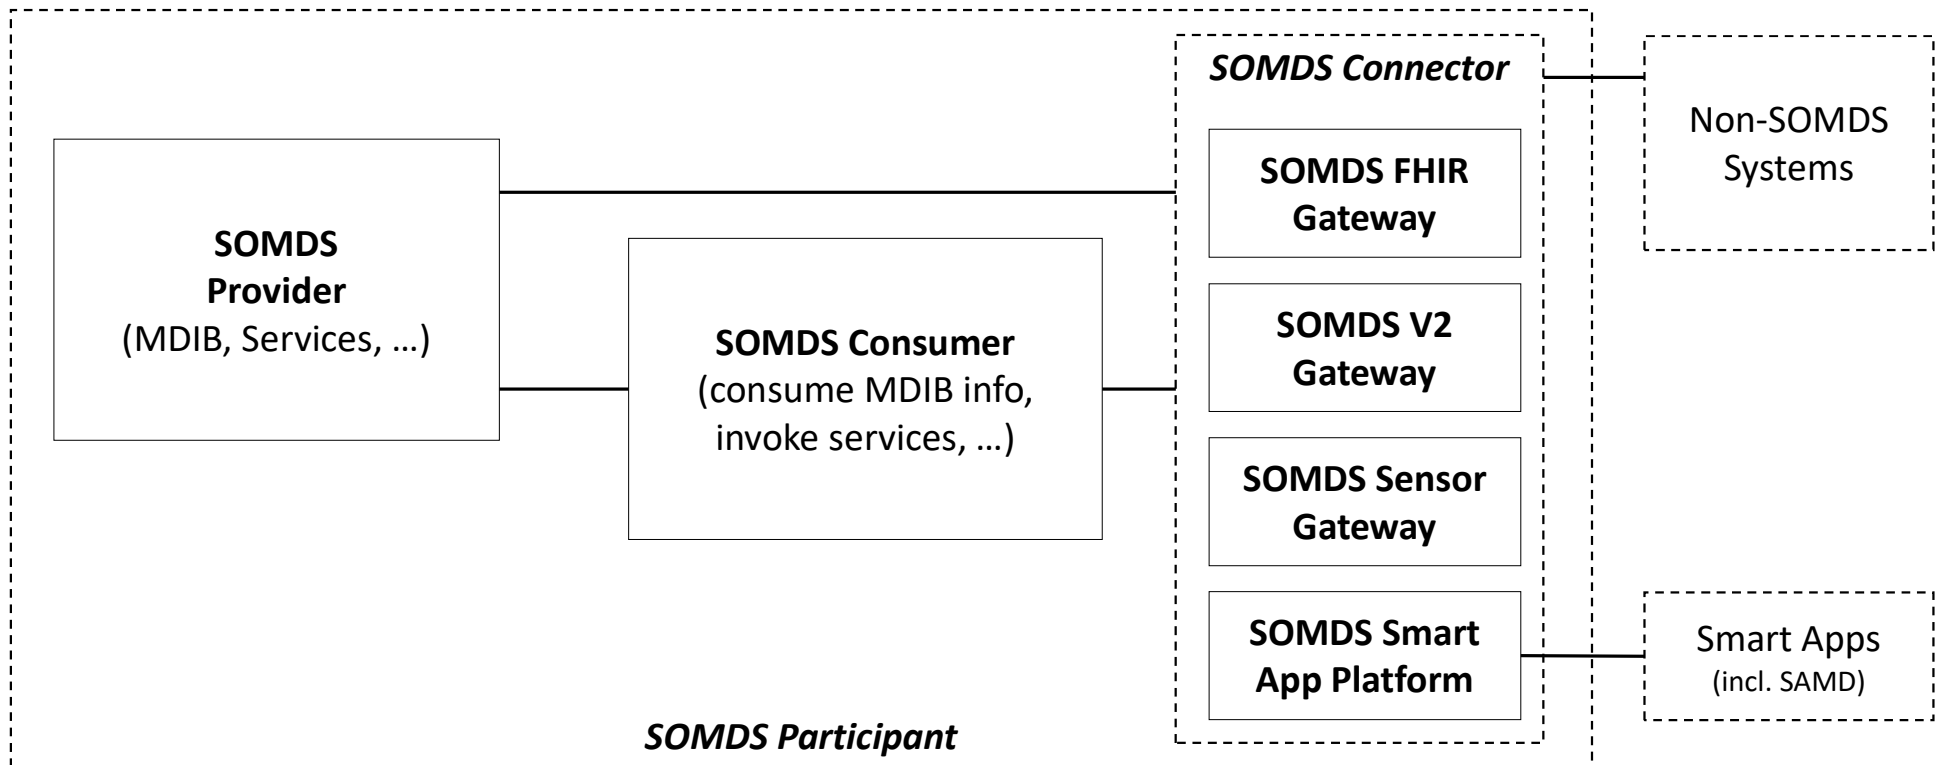 SOMDS Connector
Non-SOMDS
Systems
SOMDS FHIR
Gateway
SOMDS
Provider
(MDIB, Services, …)
SOMDS Consumer
(consume MDIB info,
invoke services, …)
SOMDS V2
Gateway
SOMDS Sensor
Gateway
SOMDS Smart
App Platform
Smart Apps
(incl. SAMD)
SOMDS Participant